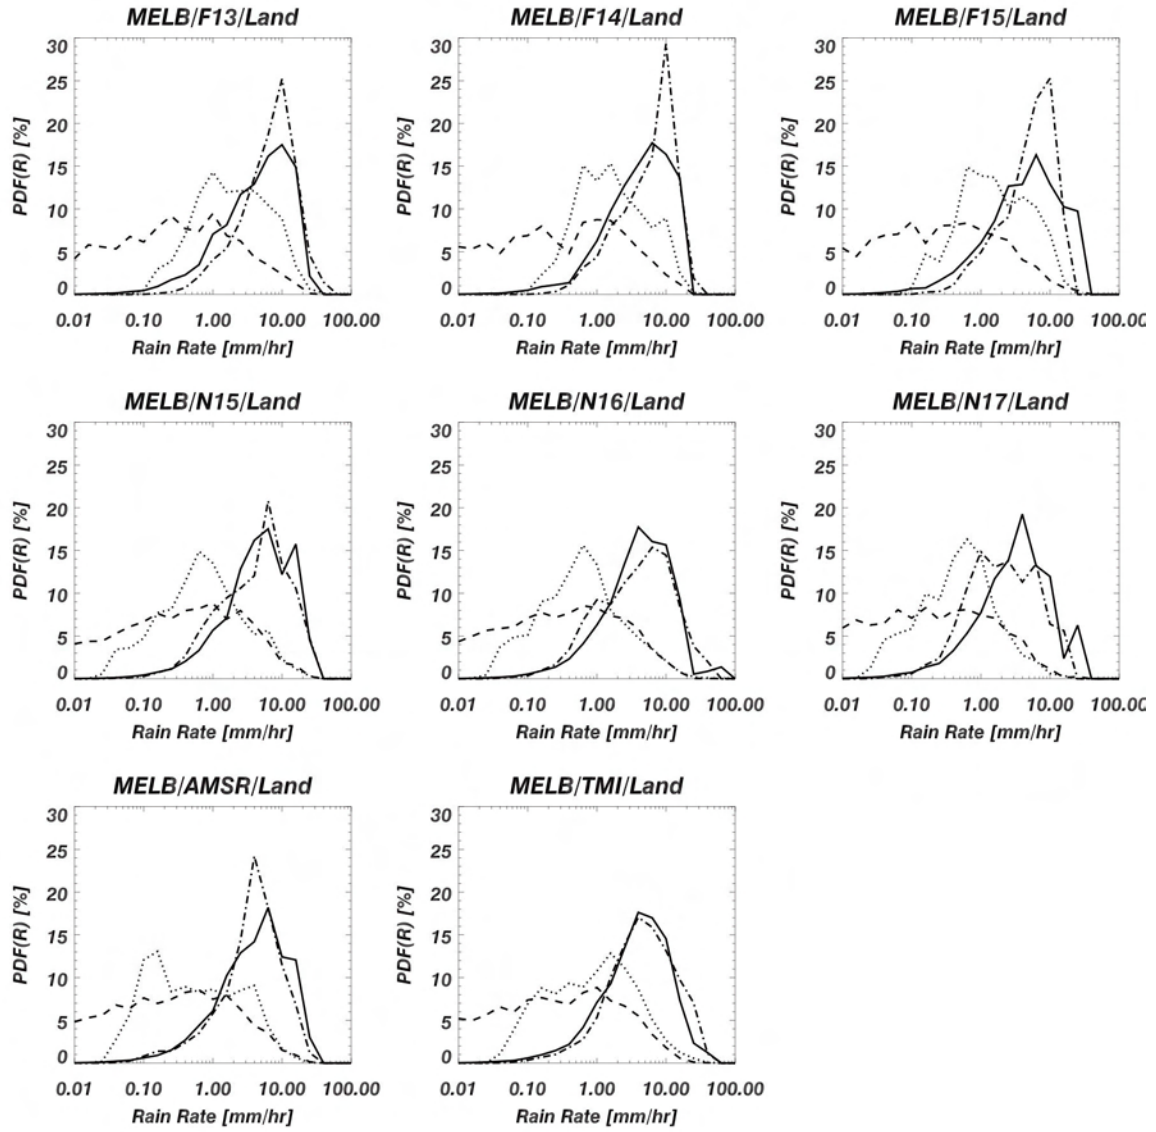 MELB/F13/Land MELB/F14/Land MELB/F15/Land
30 30 30
25 25 25
20 20 20
15 15 15
10 10 10
5 5 5
0 0 0
PDF(R) [%] PDF(R) [%] PDF(R) [%]
0.01 0.10 1.00 10.00 100.00 0.01 0.10 1.00 10.00 100.00 0.01 0.10 1.00 10.00 100.0
Rain Rate [mm/hr] Rain Rate [mm/hr] Rain Rate [mm/hr]
MELB/N15/Land MELB/N16/Land MELB/N17/Land
30 30 30
25 25 25
20 20 20
15 15 15
10 10 10
5 5 5
0 0 0
PDF(R) [%] PDF(R) [%] PDF(R) [%]
0.01 0.10 1.00 10.00 100.00 0.01 0.10 1.00 10.00 100.00 0.01 0.10 1.00 10.00 100.0
Rain Rate [mm/hr] Rain Rate [mm/hr] Rain Rate [mm/hr]
MELB/AMSR/Land MELB/TMI/Land
30 30
25 25
20 20
15 15
10 10
5 5
0 0
PDF(R) [%] PDF(R) [%]
0.01 0.10 1.00 10.00 100.00 0.01 0.10 1.00 10.00 100.00
Rain Rate [mm/hr] Rain Rate [mm/hr]